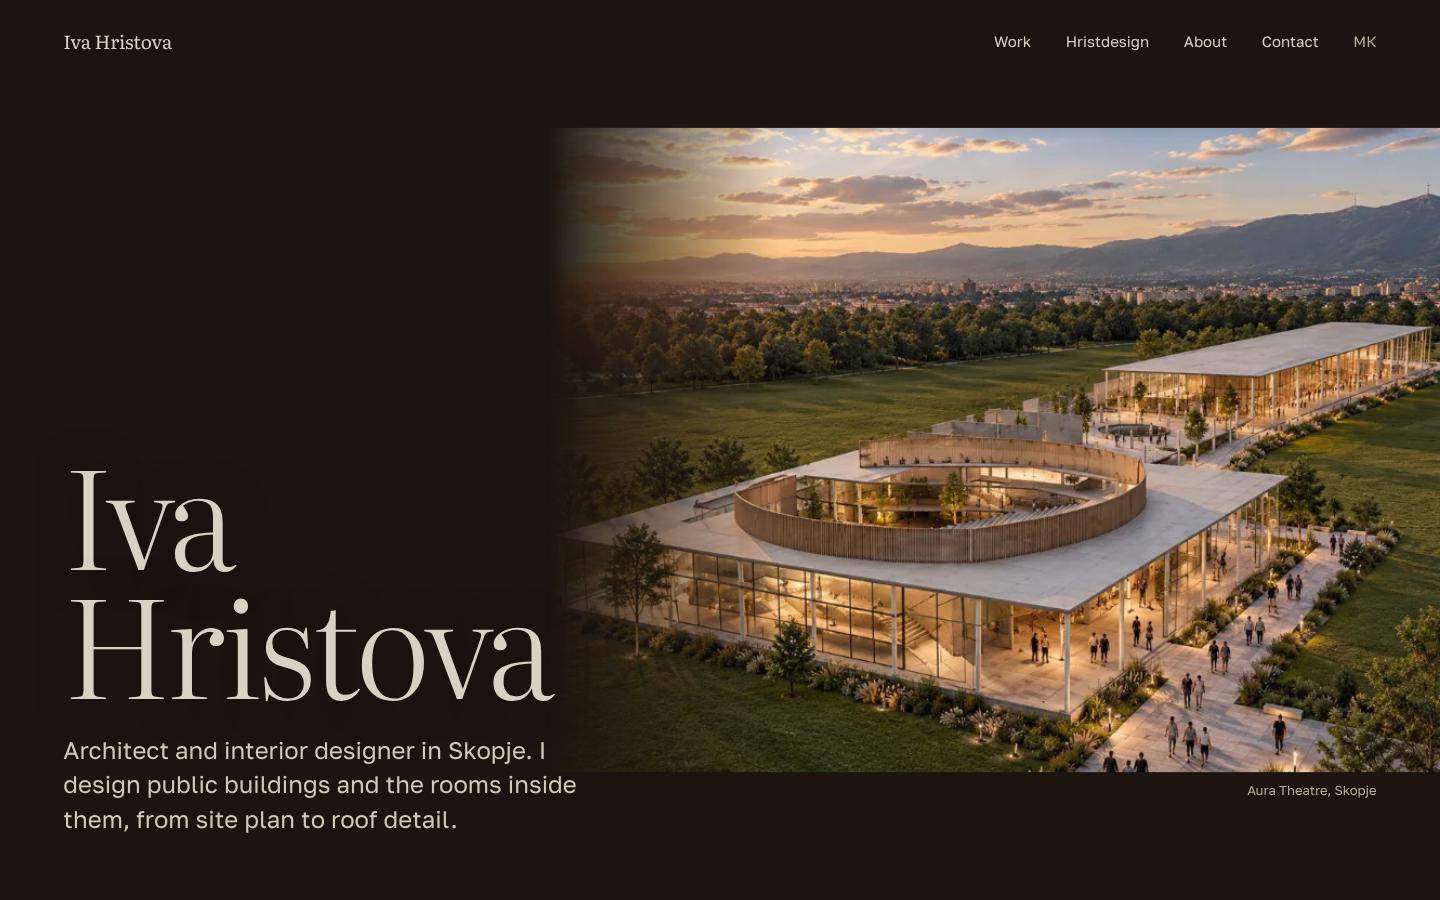 Iva Hristova
Work
Hristdesign
About
Contact
MK
Iva
Hristova
Architect and interior designer in Skopje. I
design public buildings and the rooms inside
them, from site plan to roof detail.
Aura Theatre, Skopje